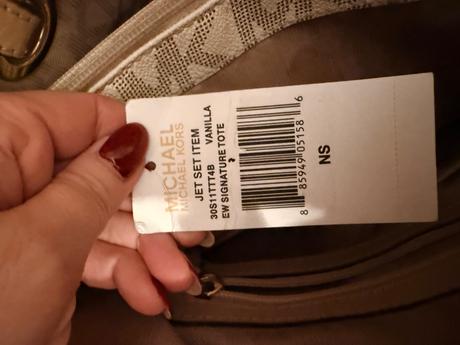 MICHAEL
MICHAEL KORS
JET SET ITEM
30S11TTT4B VANILLA
EW SIGNATURE TOTE
8 85949 05158 6
NS